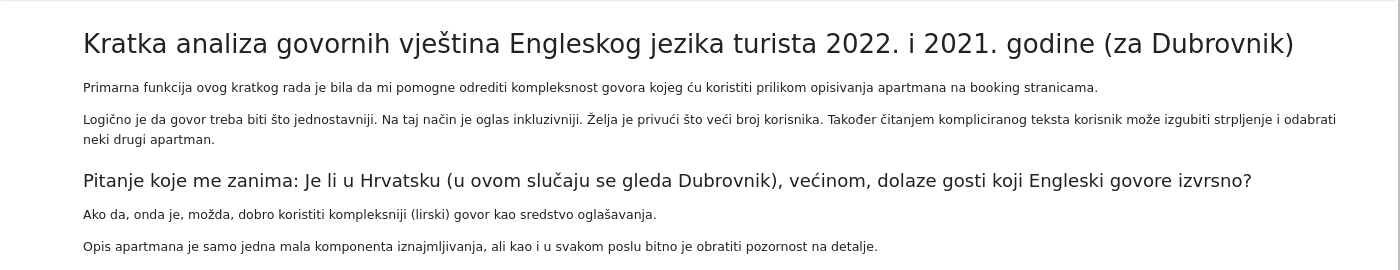 Kratka analiza govornih vještina Engleskog jezika turista 2022. i 2021. godine (za Dubrovnik)
Primarna funkcija ovog kratkog rada je bila da mi pomogne odrediti kompleksnost govora kojeg ću koristiti prilikom opisivanja apartmana na booking stranicama.
Logično je da govor treba biti što jednostavniji. Na taj način je oglas inkluzivniji. Želja je privući što veći broj korisnika. Također čitanjem kompliciranog teksta korisnik može izgubiti strpljenje i odabrati
neki drugi apartman.
Pitanje koje me zanima: Je li u Hrvatsku (u ovom slučaju se gleda Dubrovnik), većinom, dolaze gosti koji Engleski govore izvrsno?
Ako da, onda je, možda, dobro koristiti kompleksniji (lirski) govor kao sredstvo oglašavanja.
Opis apartmana je samo jedna mala komponenta iznajmljivanja, ali kao i u svakom poslu bitno je obratiti pozornost na detalje.